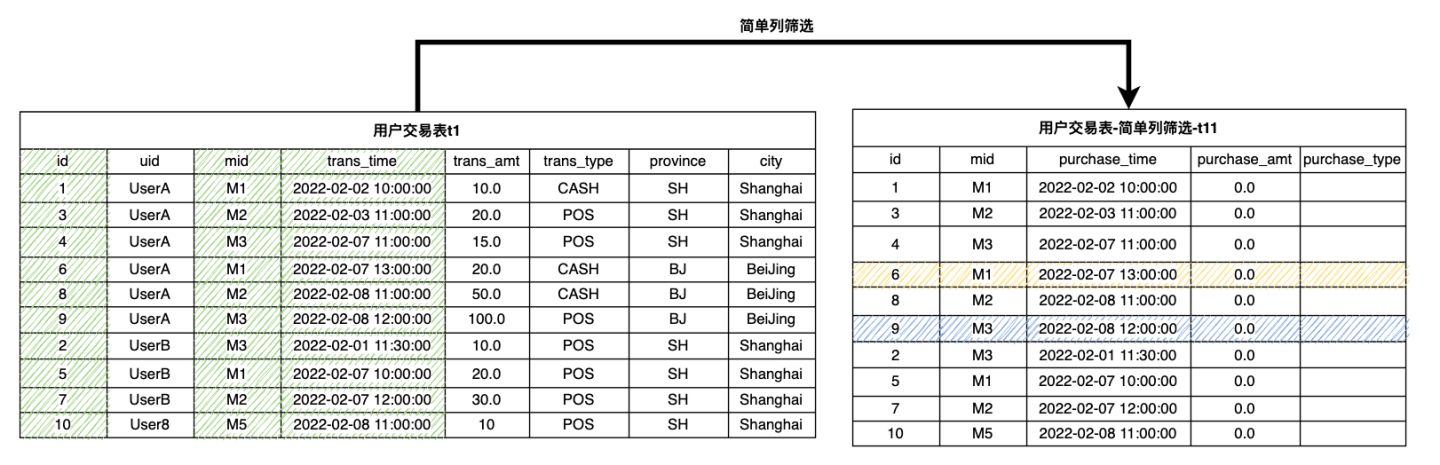 简单列筛选
用户交易表t1
id uid mid trans_time trans_amt trans_type province city
1 UserA M1 2022-02-02 10:00:00 10.0 CASH SH Shanghai
3 UserA M2 2022-02-03 11:00:00 20.0 POS SH Shanghai
4 UserA M3 2022-02-07 11:00:00 15.0 POS SH Shanghai
6 UserA M1 2022-02-07 13:00:00 20.0 CASH BJ BeiJing
8 UserA M2 2022-02-08 11:00:00 50.0 CASH BJ BeiJing
9 UserA M3 2022-02-08 12:00:00 100.0 POS BJ BeiJing
2 UserB M3 2022-02-01 11:30:00 10.0 POS SH Shanghai
5 UserB M1 2022-02-07 10:00:00 20.0 POS SH Shanghai
7 UserB M2 2022-02-07 12:00:00 30.0 POS SH Shanghai
10 User8 M5 2022-02-08 11:00:00 10 POS SH Shanghai
用户交易表-简单列筛选-t11
id mid purchase_time purchase_amt purchase_type
1 M1 2022-02-02 10:00:00 0.0
3 M2 2022-02-03 11:00:00 0.0
4 M3 2022-02-07 11:00:00 0.0
6 M1 2022-02-07 13:00:00 0.0
8 M2 2022-02-08 11:00:00 0.0
9 M3 2022-02-08 12:00:00 0.0
2 M3 2022-02-01 11:30:00 0.0
5 M1 2022-02-07 10:00:00 0.0
7 M2 2022-02-07 12:00:00 0.0
10 M5 2022-02-08 11:00:00 0.0